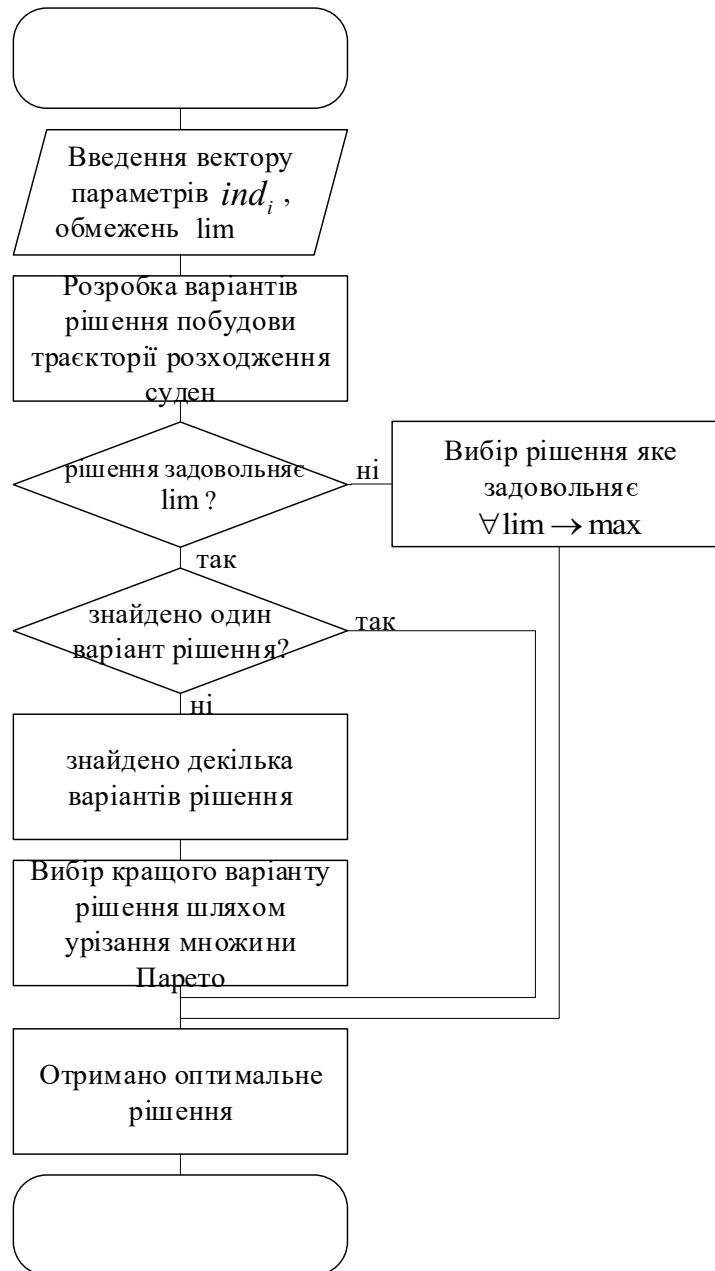 Введення вектору
параметрів ind_i ,
обмежень lim
Розробка варіантів
рішення побудови
траєкторії розходження
суден
рішення задовольняє
lim ?
ні
Вибір рішення яке
задовольняє
∀ lim → max
так
знайдено один
варіант рішення?
так
ні
знайдено декілька
варіантів рішення
Вибір кращого варіанту
рішення шляхом
урізання множини
Парето
Отримано оптимальне
рішення